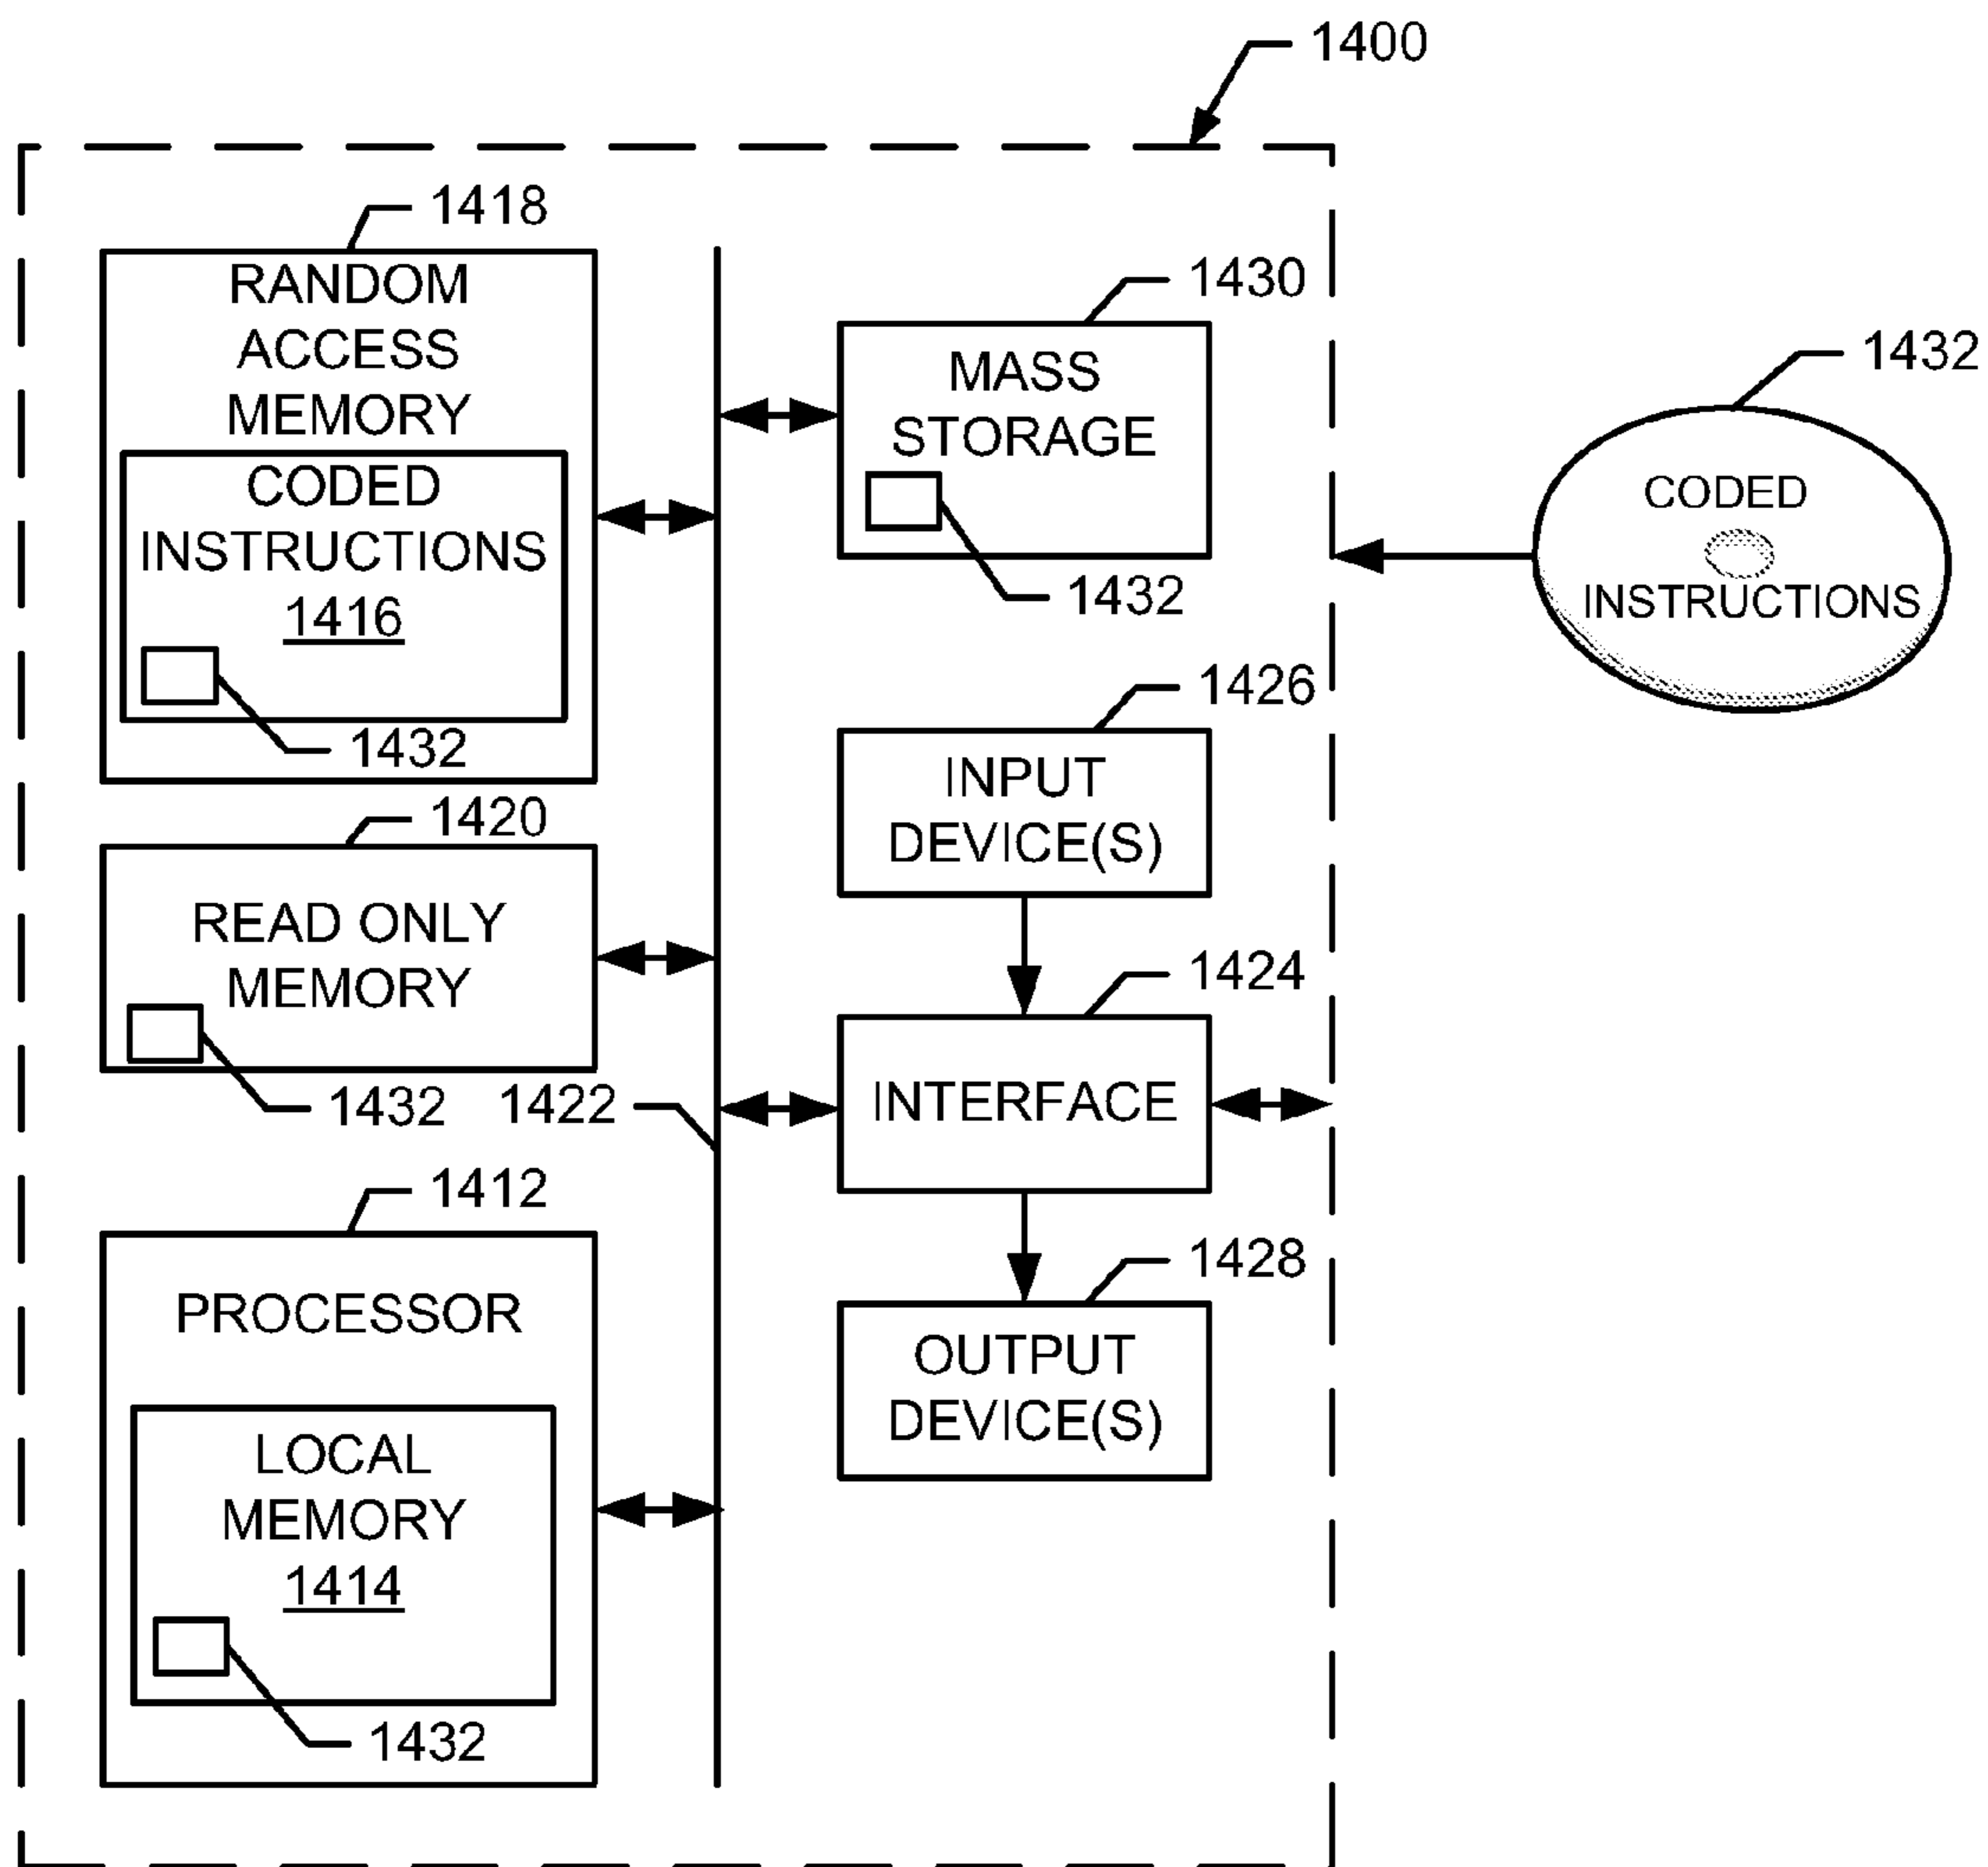 1400
1418
RANDOM
ACCESS
MEMORY
CODED
INSTRUCTIONS
1416
1432
1420
READ ONLY
MEMORY
1432
1422
1412
PROCESSOR
LOCAL
MEMORY
1414
1432
1430
MASS
STORAGE
1432
1426
INPUT
DEVICE(S)
1424
INTERFACE
1428
OUTPUT
DEVICE(S)
1432
CODED
INSTRUCTIONS